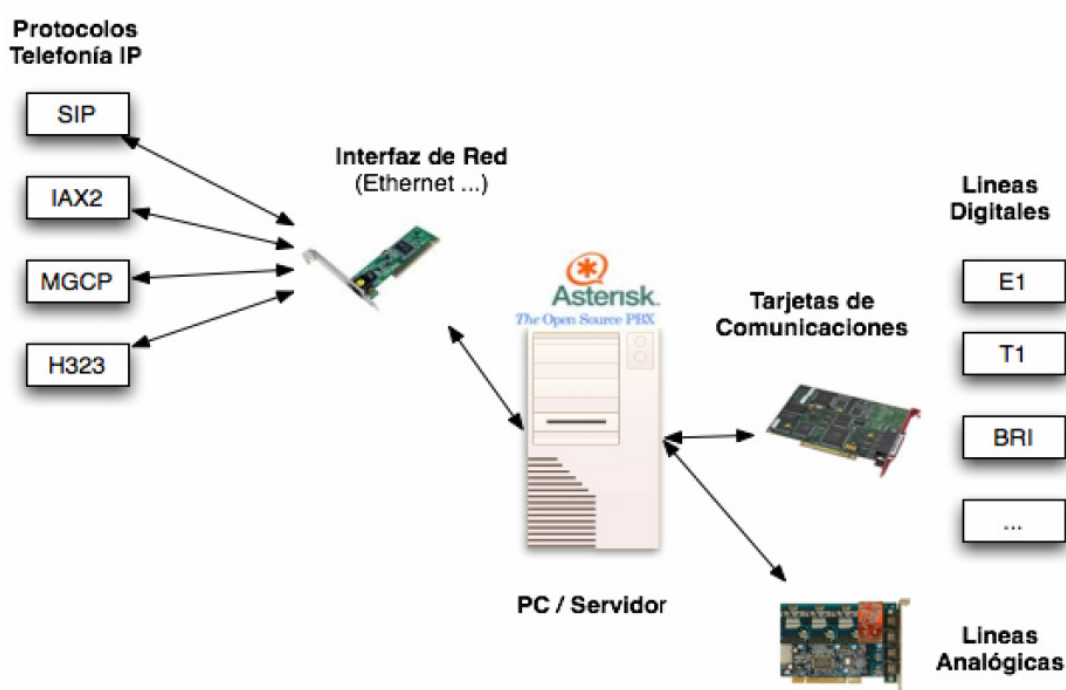 Protocolos
Telefonía IP
SIP
IAX2
MGCP
H323
Interfaz de Red
(Ethernet ...)
Asterisk
The Open Source PBX
PC / Servidor
Tarjetas de
Comunicaciones
Lineas
Digitales
E1
T1
BRI
...
Lineas
Analógicas